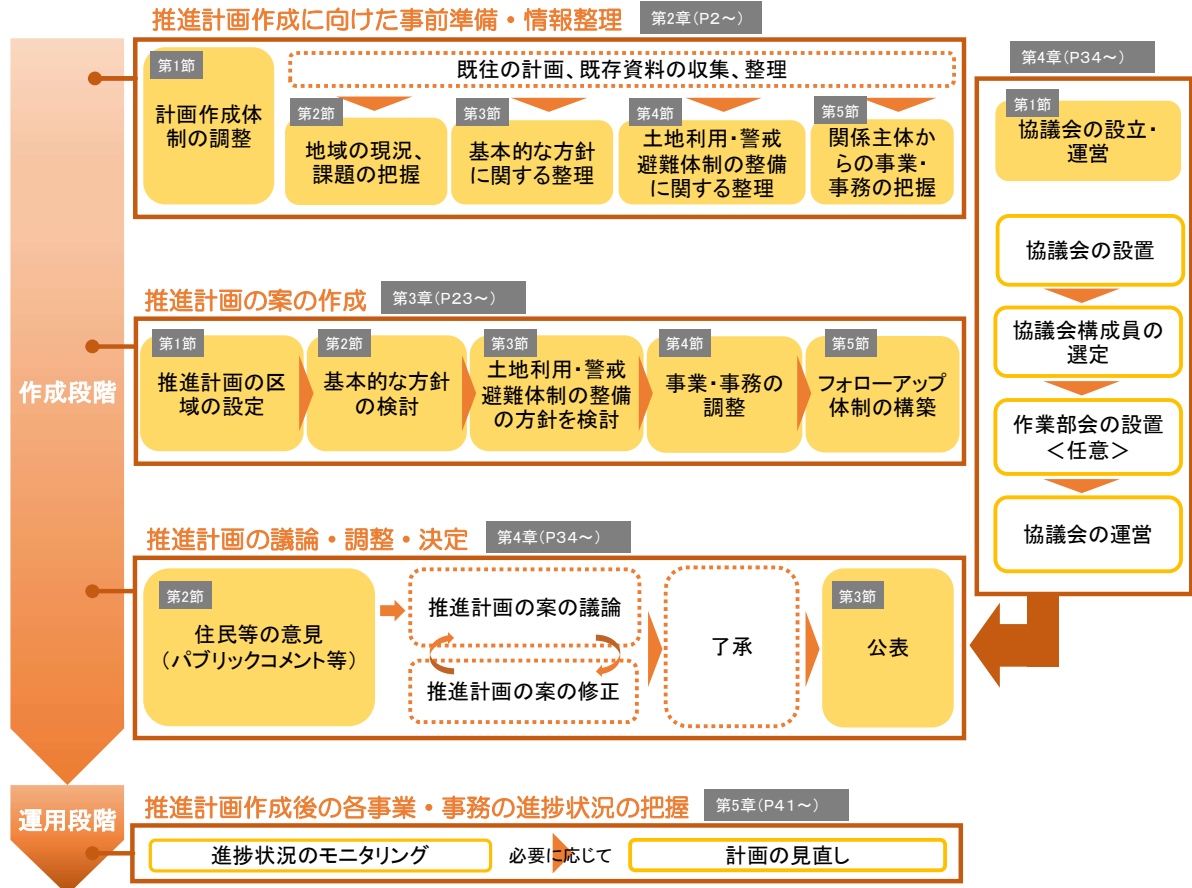 推進計画作成に向けた事前準備・情報整理
第2章(P2～)
第1節
計画作成体
制の調整
既往の計画、既存資料の収集、整理
第2節
地域の現況、
課題の把握
第3節
基本的な方針
に関する整理
第4節
土地利用・警戒
避難体制の整備
に関する整理
第5節
関係主体か
らの事業・
事務の把握
第4章(P34～)
第1節
協議会の設立・
運営
協議会の設置
協議会構成員の
選定
作業部会の設置
＜任意＞
協議会の運営
作成段階
推進計画の案の作成
第3章(P23～)
第1節
推進計画の区
域の設定
第2節
基本的な方針
の検討
第3節
土地利用・警戒
避難体制の整備
の方針を検討
第4節
事業・事務の
調整
第5節
フォローアップ
体制の構築
推進計画の議論・調整・決定
第4章(P34～)
第2節
住民等の意見
（パブリックコメント等）
推進計画の案の議論
推進計画の案の修正
了承
第3節
公表
運用段階
推進計画作成後の各事業・事務の進捗状況の把握
第5章(P41～)
進捗状況のモニタリング
必要に応じて
計画の見直し